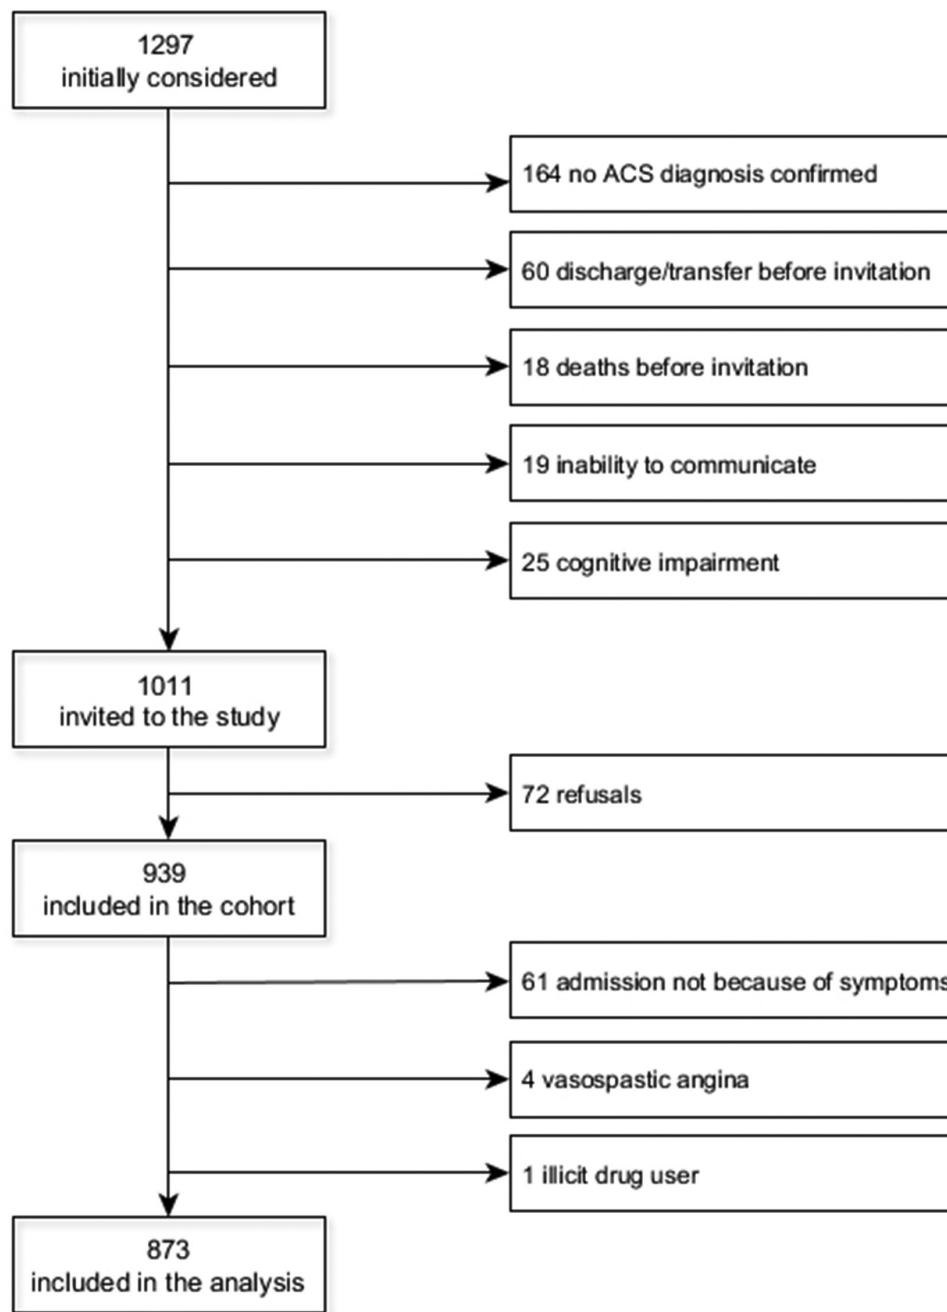 1297
initially considered
164 no ACS diagnosis confirmed
60 discharge/transfer before invitation
18 deaths before invitation
19 inability to communicate
25 cognitive impairment
1011
invited to the study
72 refusals
939
included in the cohort
61 admission not because of symptoms
4 vasospastic angina
1 illicit drug user
873
included in the analysis